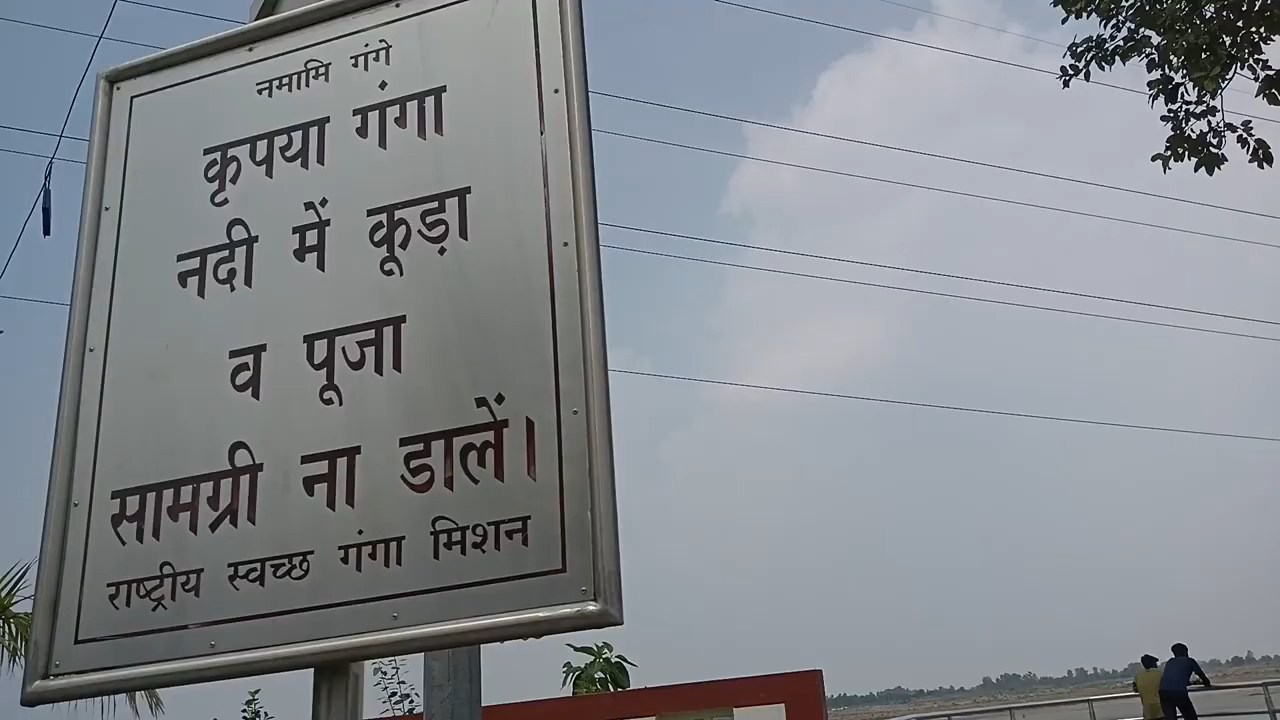 नमामि गंगे
कृपया गंगा
नदी में कूड़ा
व पूजा
सामग्री ना डालें।
राष्ट्रीय स्वच्छ गंगा मिशन